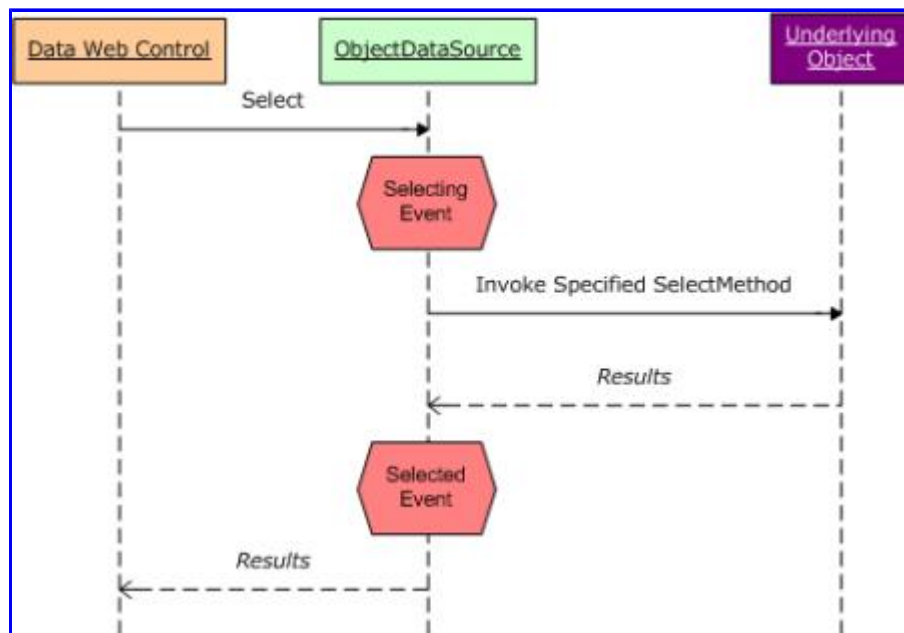 Data Web Control
ObjectDataSource
Underlying
Object
Select
Selecting
Event
Invoke Specified SelectMethod
Results
Selected
Event
Results